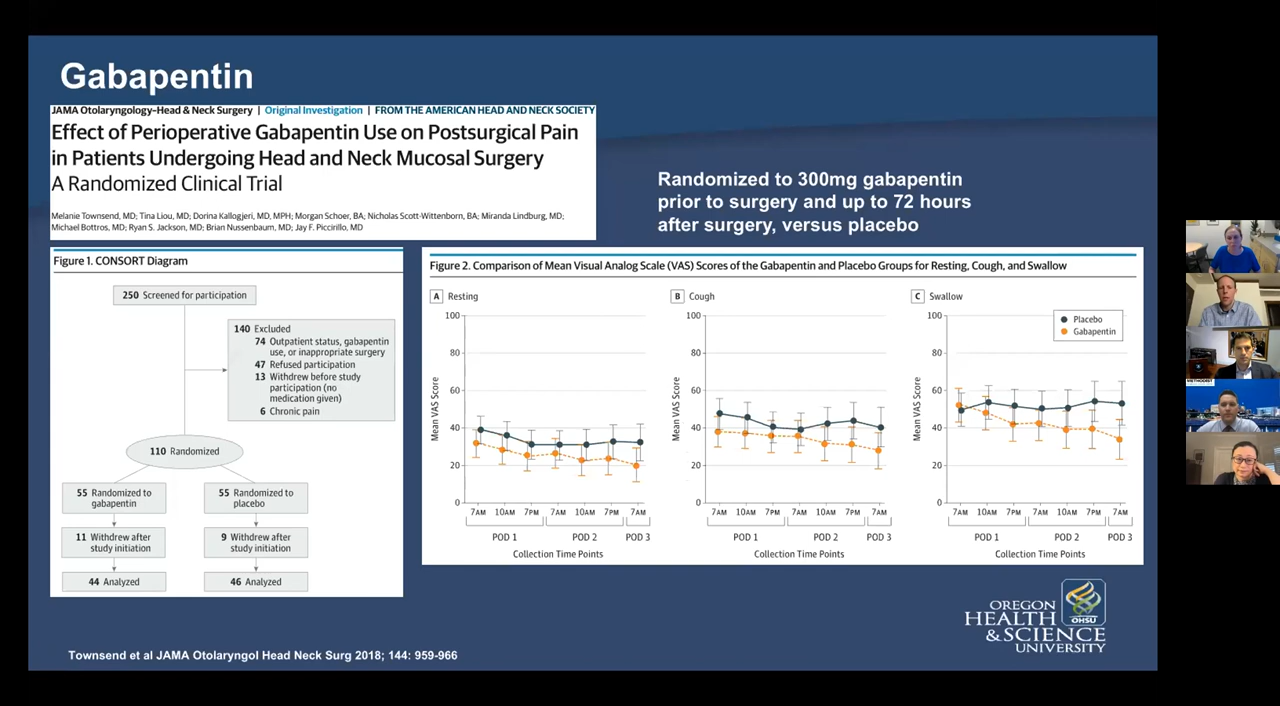 Gabapentin
JAMA Otolaryngology–Head & Neck Surgery | Original Investigation | FROM THE AMERICAN HEAD AND NECK SOCIETY
Effect of Perioperative Gabapentin Use on Postsurgical Pain
in Patients Undergoing Head and Neck Mucosal Surgery
A Randomized Clinical Trial
Melanie Townsend, MD; Tina Liou, MD; Dorina Kallogjeri, MD, MPH; Morgan Schoer, BA; Nicholas Scott-Wittenborn, BA; Miranda Lindburg, MD;
Michael Bottros, MD; Ryan S. Jackson, MD; Brian Nussenbaum, MD; Jay F. Piccirillo, MD
Randomized to 300mg gabapentin
prior to surgery and up to 72 hours
after surgery, versus placebo
Figure 1. CONSORT Diagram
250 Screened for participation
140 Excluded
74 Outpatient status, gabapentin
use, or inappropriate surgery
47 Refused participation
13 Withdrew before study
participation (no
medication given)
6 Chronic pain
110 Randomized
55 Randomized to
gabapentin
55 Randomized to
placebo
11 Withdrew after
study initiation
9 Withdrew after
study initiation
44 Analyzed
46 Analyzed
Figure 2. Comparison of Mean Visual Analog Scale (VAS) Scores of the Gabapentin and Placebo Groups for Resting, Cough, and Swallow
A Resting
100
80
60
40
20
0
Mean VAS Score
7AM 10AM 7PM 7AM 10AM 7PM 7AM
POD 1 POD 2 POD 3
Collection Time Points
B Cough
100
80
60
40
20
0
Mean VAS Score
7AM 10AM 7PM 7AM 10AM 7PM 7AM
POD 1 POD 2 POD 3
Collection Time Points
C Swallow
Placebo
Gabapentin
100
80
60
40
20
0
Mean VAS Score
7AM 10AM 7PM 7AM 10AM 7PM 7AM
POD 1 POD 2 POD 3
Collection Time Points
OREGON
HEALTH
&SCIENCE
UNIVERSITY
OHSU
Townsend et al JAMA Otolaryngol Head Neck Surg 2018; 144: 959-966
METHODIST